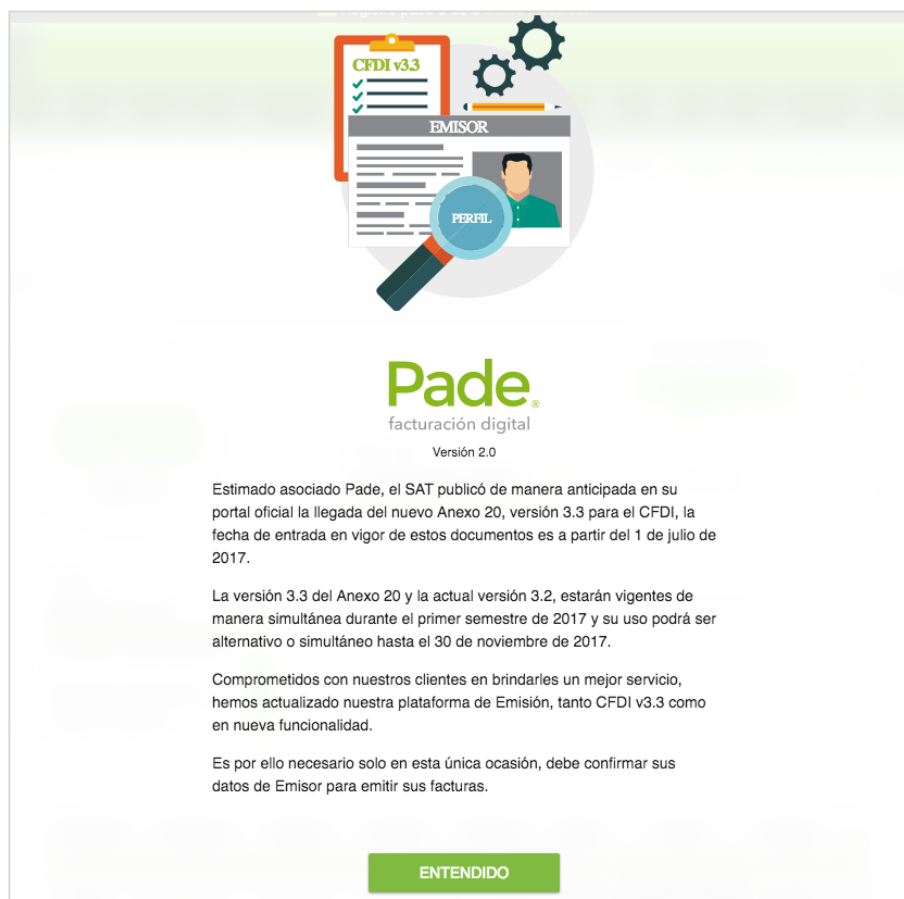 CFDI v3.3
EMISOR
PERFIL
Pade®
facturación digital
Versión 2.0
Estimado asociado Pade, el SAT publicó de manera anticipada en su
portal oficial la llegada del nuevo Anexo 20, versión 3.3 para el CFDI, la
fecha de entrada en vigor de estos documentos es a partir del 1 de julio de
2017.
La versión 3.3 del Anexo 20 y la actual versión 3.2, estarán vigentes de
manera simultánea durante el primer semestre de 2017 y su uso podrá ser
alternativo o simultáneo hasta el 30 de noviembre de 2017.
Comprometidos con nuestros clientes en brindarles un mejor servicio,
hemos actualizado nuestra plataforma de Emisión, tanto CFDI v3.3 como
en nueva funcionalidad.
Es por ello necesario solo en esta única ocasión, debe confirmar sus
datos de Emisor para emitir sus facturas.
ENTENDIDO